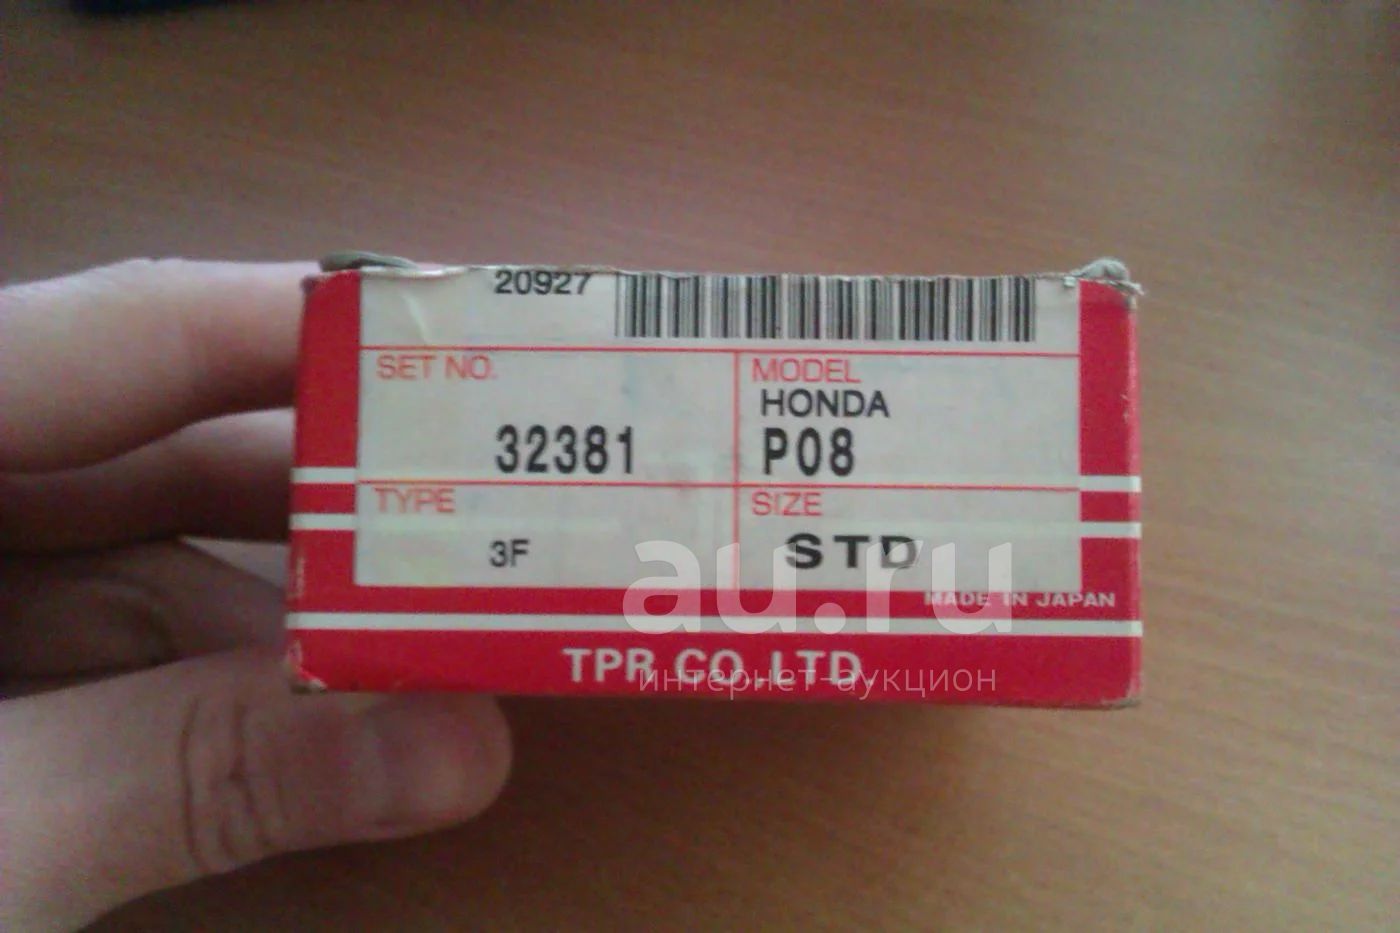 20927
SET NO.
32381
MODEL
HONDA
P08
TYPE
3F
SIZE
STD
au.ru
MADE IN JAPAN
TPR CO.,LTD.
интернет-аукцион